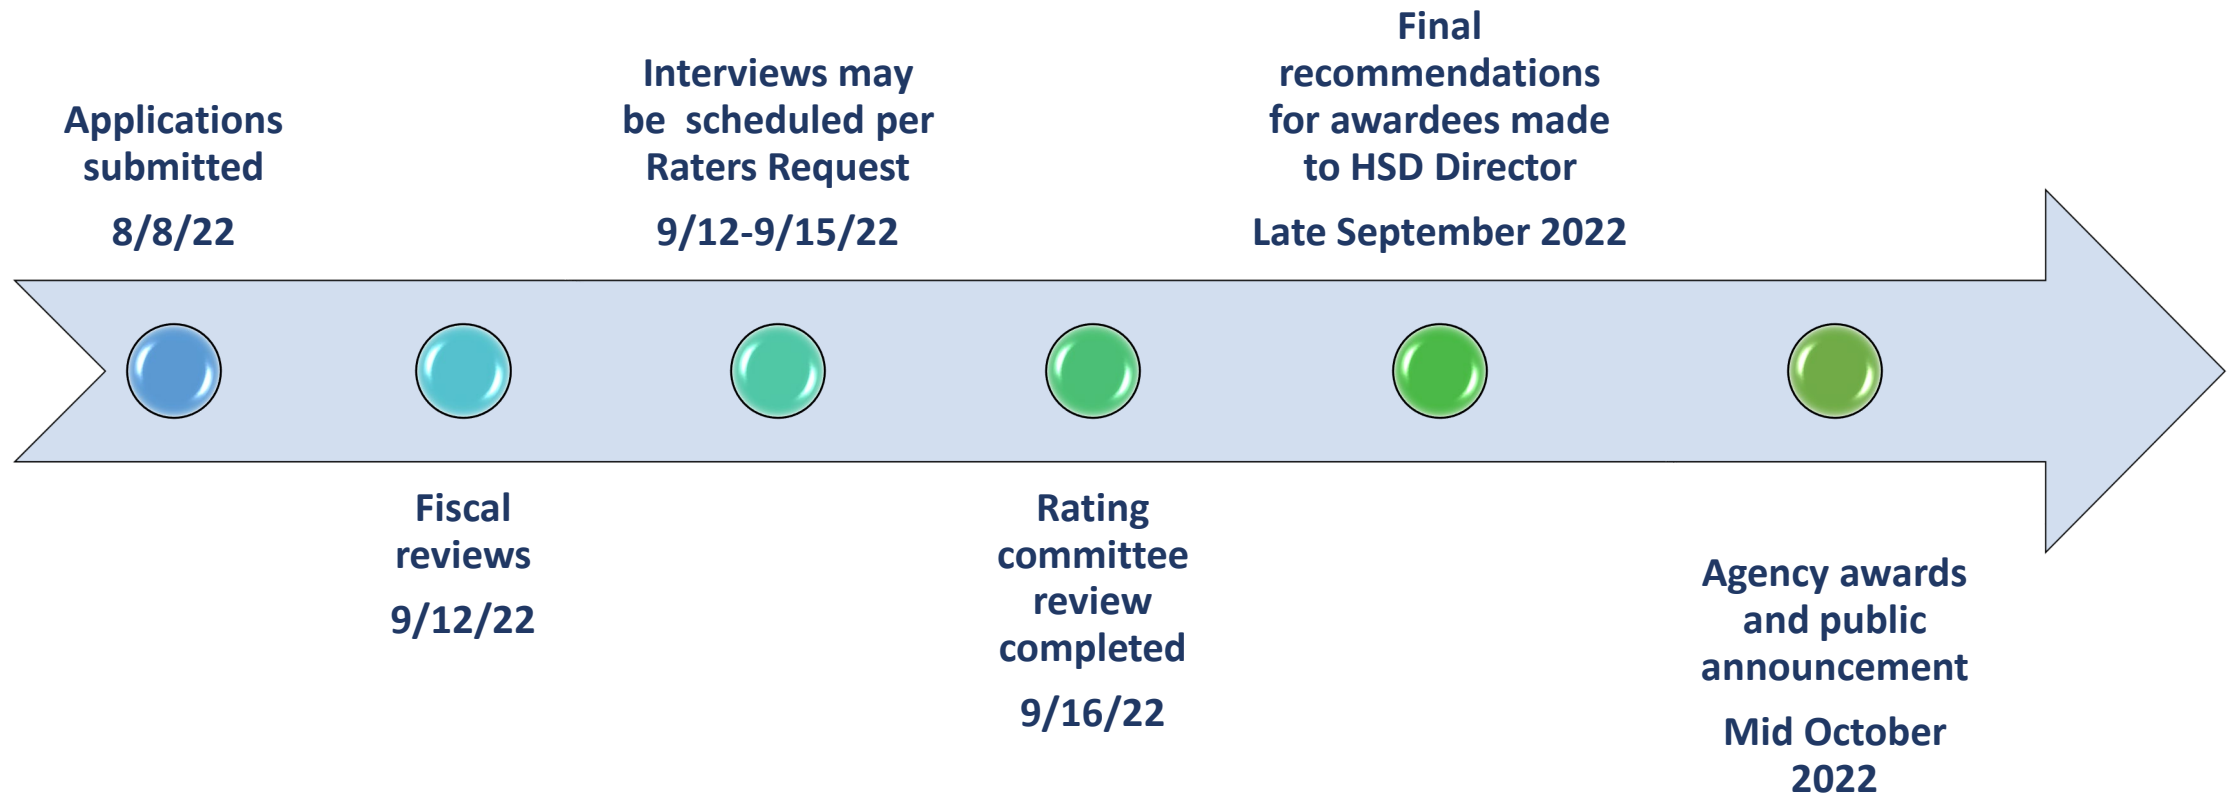 Applications
submitted
8/8/22
Fiscal
reviews
9/12/22
Interviews may
be  scheduled per
Raters Request
9/12-9/15/22
Rating
committee
review
completed
9/16/22
Final
recommendations
for awardees made
to HSD Director
Late September 2022
Agency awards
and public
announcement
Mid October
2022